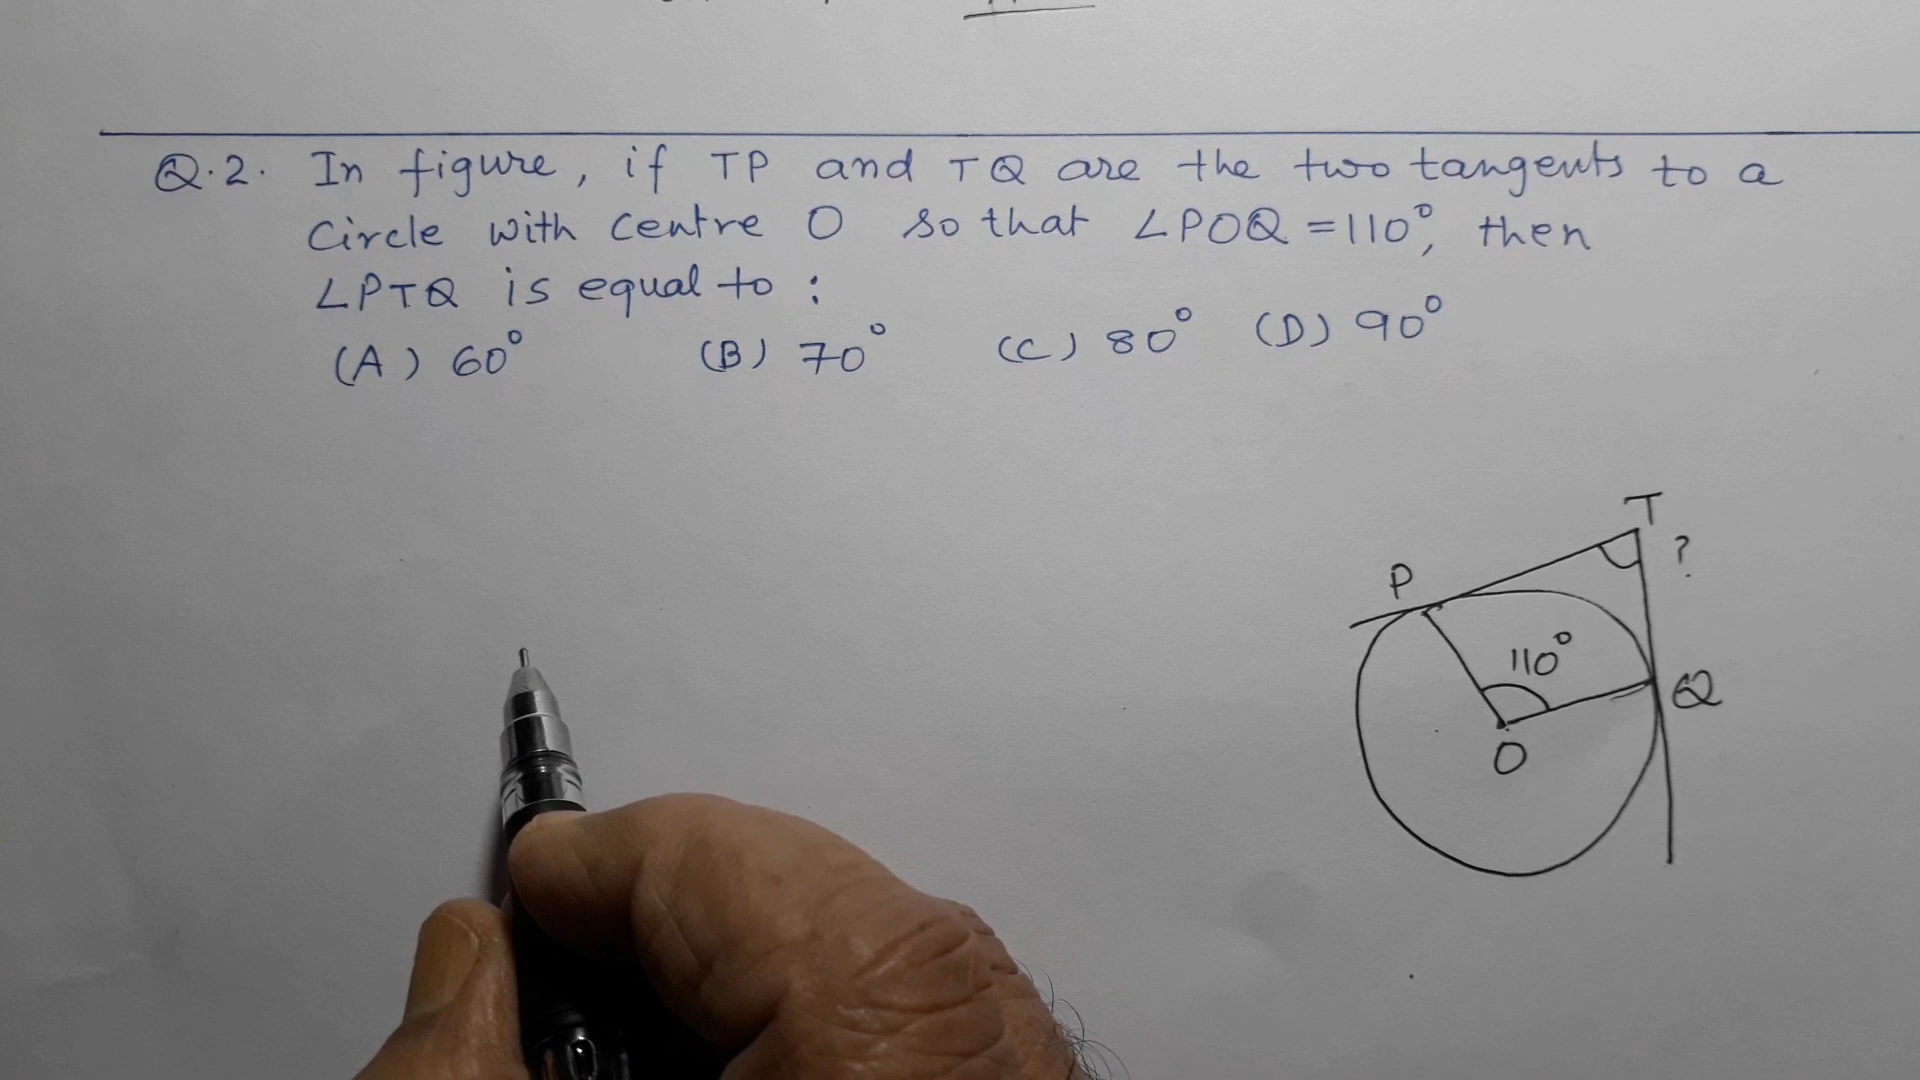 Q.2. In figure, if TP and TQ are the two tangents to a
Circle with Centre O so that ∠POQ = 110°, then
∠PTQ is equal to :
(A) 60° (B) 70° (C) 80° (D) 90°
T
?
P
110°
Q
O